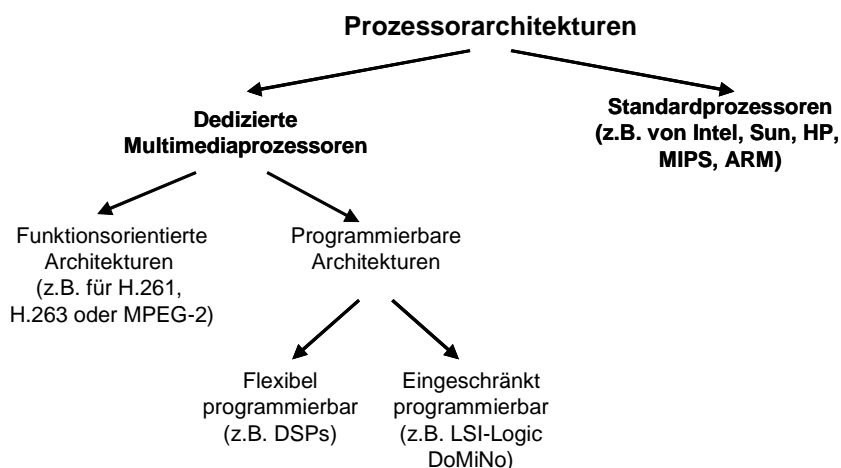 Prozessorarchitekturen
Dedizierte
Multimediaprozessoren
Standardprozessoren
(z.B. von Intel, Sun, HP,
MIPS, ARM)
Funktionsorientierte
Architekturen
(z.B. für H.261,
H.263 oder MPEG-2)
Programmierbare
Architekturen
Flexibel
programmierbar
(z.B. DSPs)
Eingeschränkt
programmierbar
(z.B. LSI-Logic
DoMiNo)